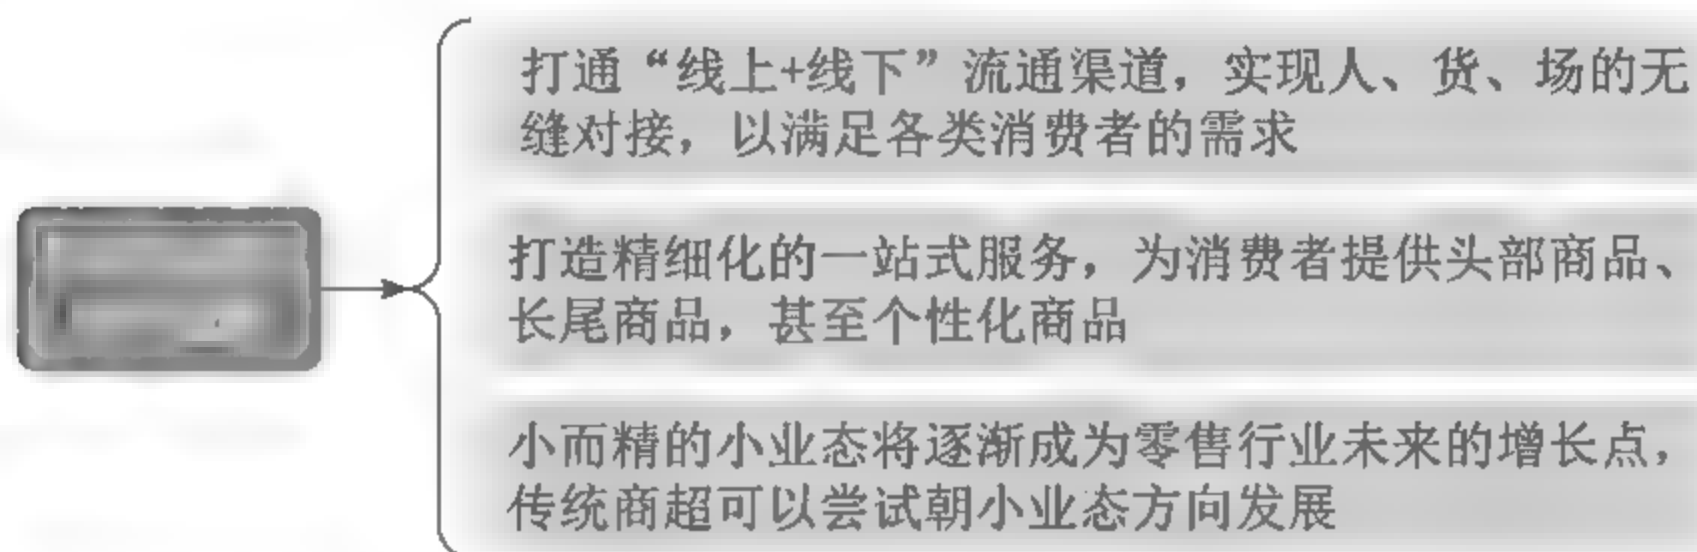 打通“线上+线下”流通渠道，实现人、货、场的无
缝对接，以满足各类消费者的需求
打造精细化的一站式服务，为消费者提供头部商品、
长尾商品，甚至个性化商品
小而精的小业态将逐渐成为零售行业未来的增长点，
传统商超可以尝试朝小业态方向发展